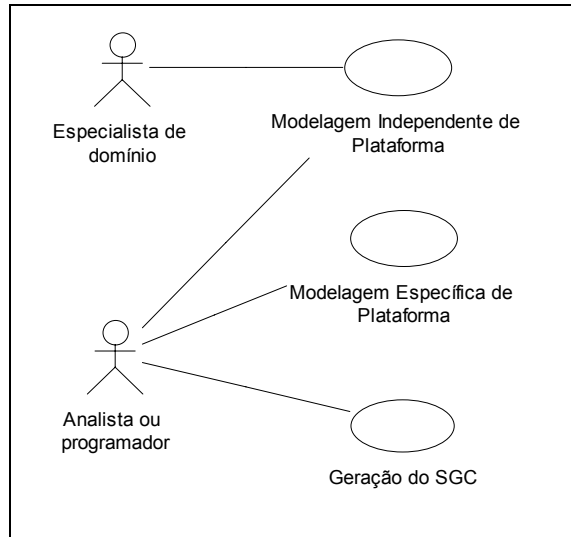 Especialista de
domínio
Modelagem Independente de
Plataforma
Modelagem Específica de
Plataforma
Analista ou
programador
Geração do SGC